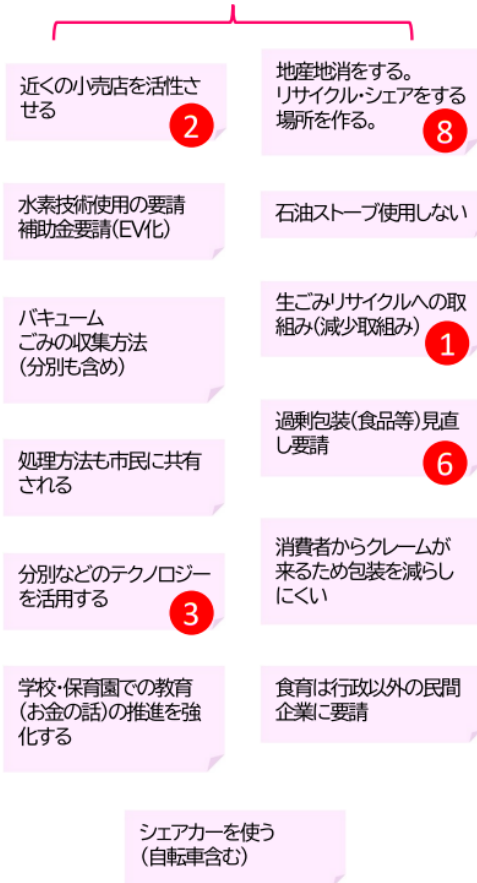 近くの小売店を活性さ
せる
2
地産地消をする。
リサイクル・シェアをする
場所を作る。
8
水素技術使用の要請
補助金要請(EV化)
石油ストーブ使用しない
バキューム
ごみの収集方法
(分別も含め)
生ごみリサイクルへの取
組み(減少取組み)
1
過剰包装(食品等)見直
し要請
6
処理方法も市民に共有
される
消費者からクレームが
来るため包装を減らし
にくい
分別などのテクノロジー
を活用する
3
学校・保育園での教育
(お金の話)の推進を強
化する
食育は行政以外の民間
企業に要請
シェアカーを使う
(自転車含む)